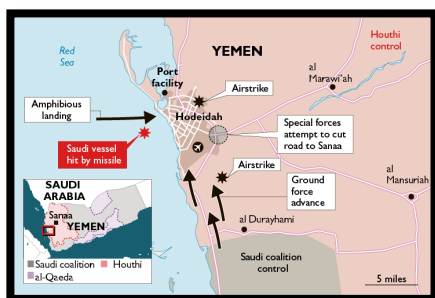 Red
Sea
YEMEN
Houthi
control
Port
facility
Airstrike
al
Marawi'ah
Amphibious
landing
Hodeidah
Special forces
attempt to cut
road to Sanaa
Saudi vessel
hit by missile
Airstrike
al
Mansuriah
Ground
force
advance
SAUDI
ARABIA
Sanaa
YEMEN
al Durayhami
Saudi coalition
control
Saudi coalition
Houthi
al-Qaeda
5 miles